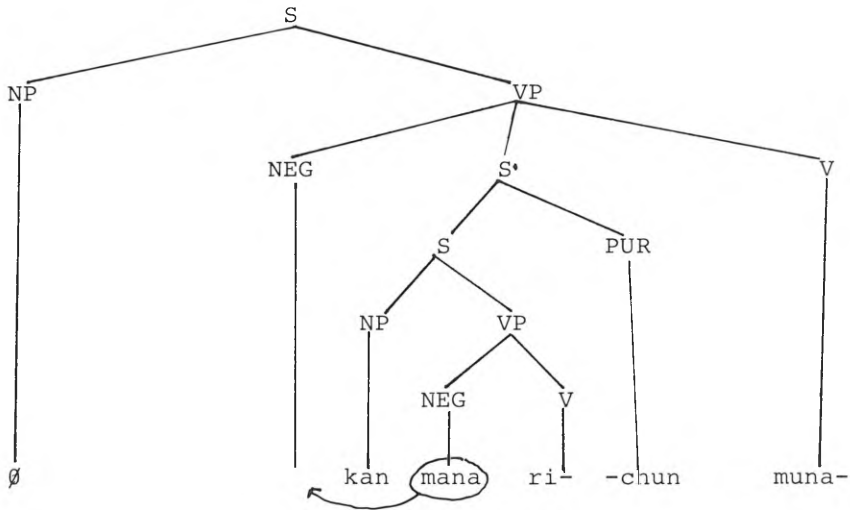 S
NP VP
NEG S' V
S PUR
NP VP
NEG V
Ø kan mana ri- -chun muna-